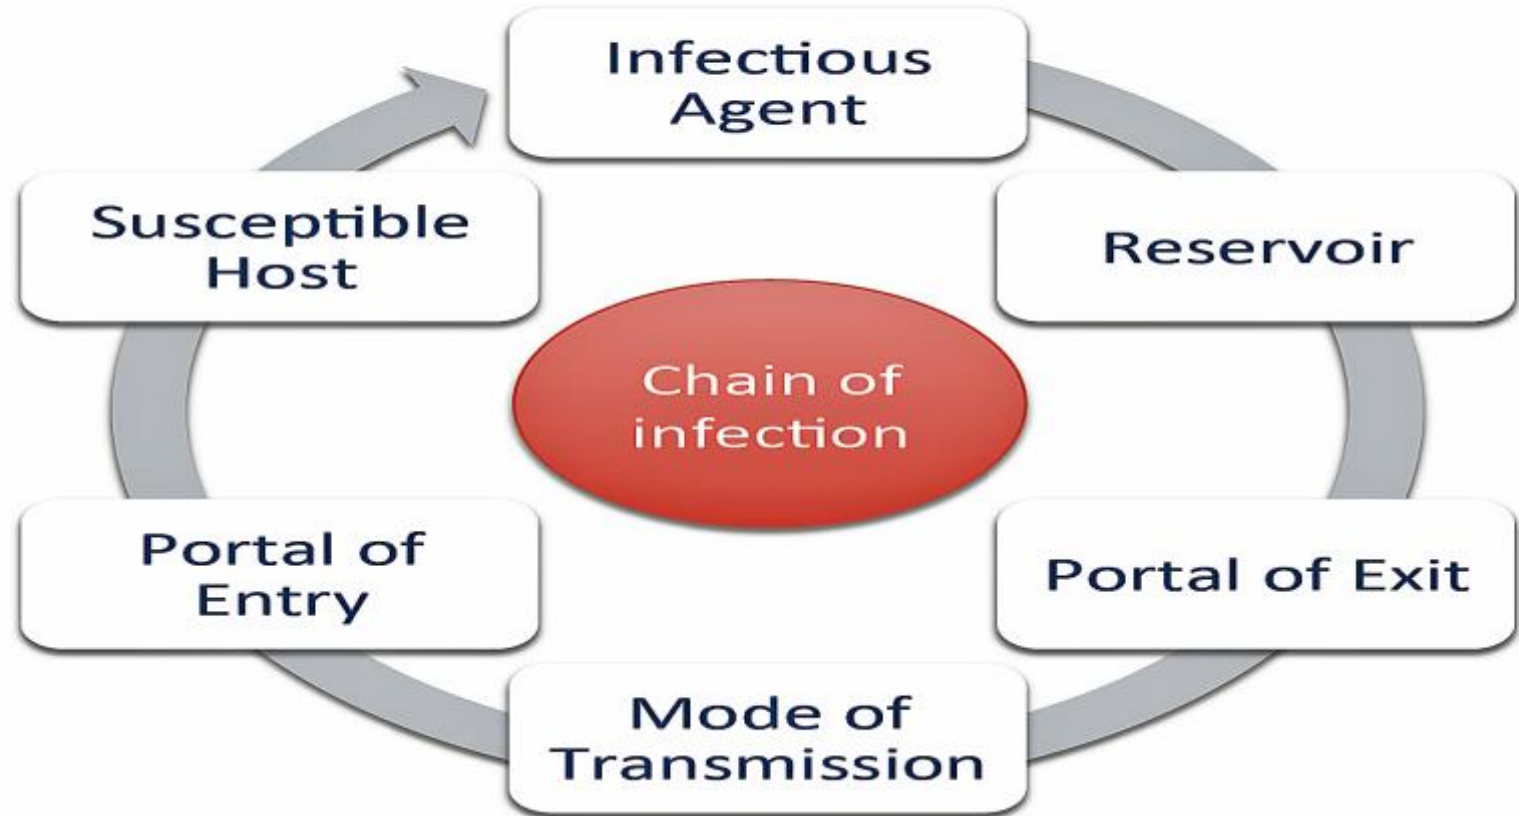 Infectious
Agent
Reservoir
Portal of Exit
Mode of
Transmission
Portal of
Entry
Susceptible
Host
Chain of
infection